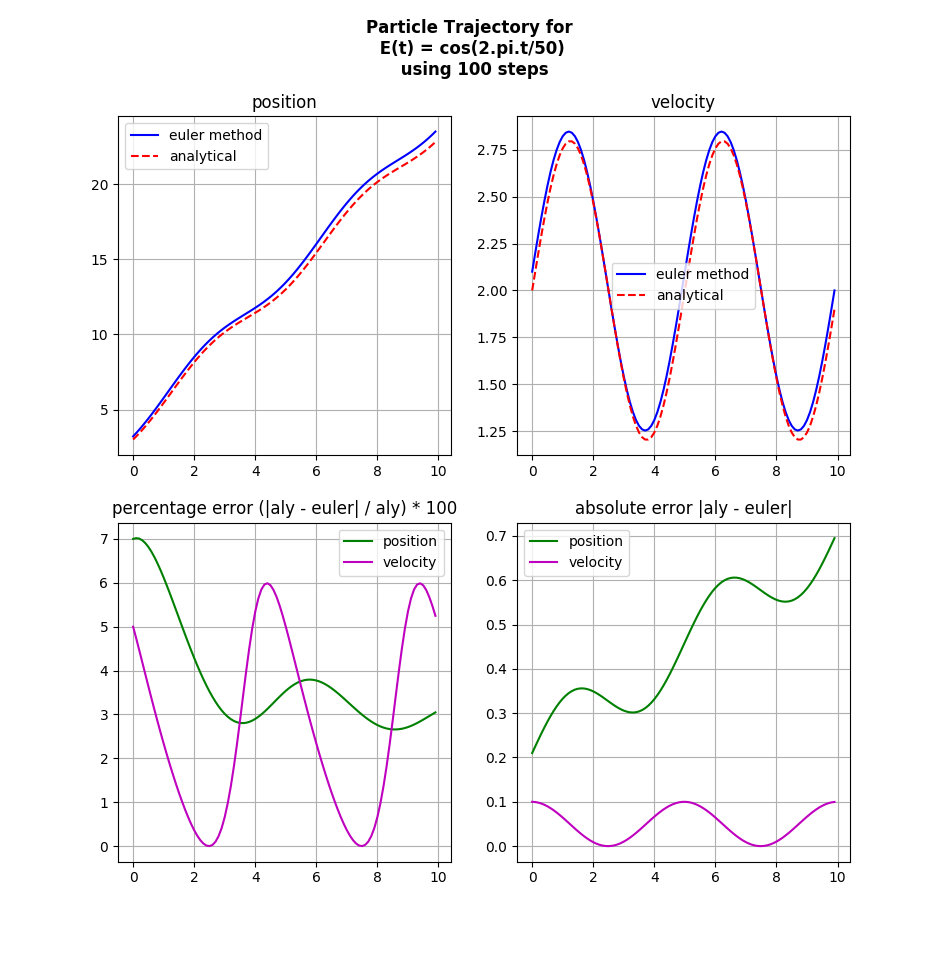 Particle Trajectory for
E(t) = cos(2.pi.t/50)
using 100 steps
position
euler method
analytical
20
15
10
5
0 2 4 6 8 10
velocity
2.75
2.50
2.25
2.00
1.75
1.50
1.25
euler method
analytical
0 2 4 6 8 10
percentage error (|aly - euler| / aly) * 100
position
velocity
7
6
5
4
3
2
1
0
0 2 4 6 8 10
absolute error |aly - euler|
position
velocity
0.7
0.6
0.5
0.4
0.3
0.2
0.1
0.0
0 2 4 6 8 10